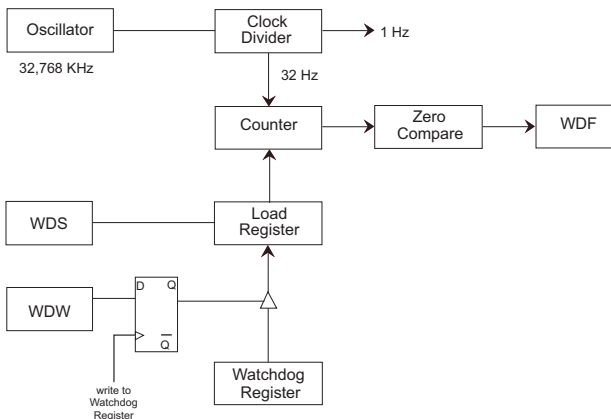 Oscillator
Clock
Divider
1 Hz
32,768 KHz
32 Hz
Counter
Zero
Compare
WDF
WDS
Load
Register
D
Q
WDW
Q
write to
Watchdog
Register
Watchdog
Register